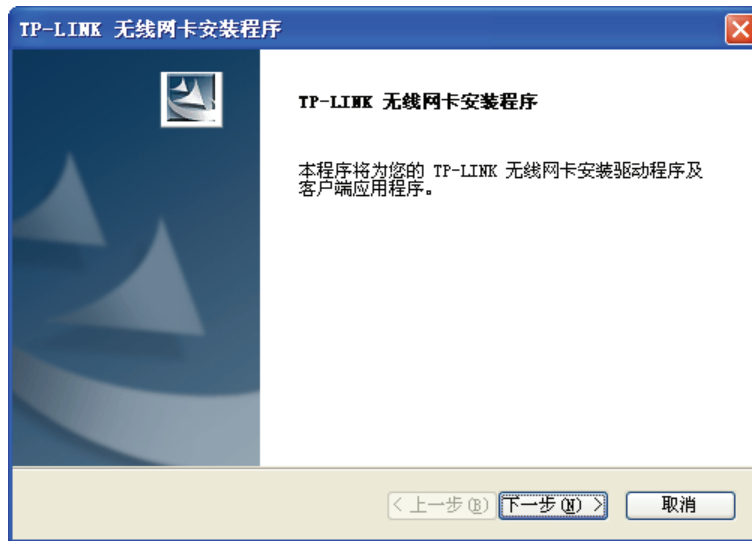 TP-LINK 无线网卡安装程序
TP-LINK 无线网卡安装程序
本程序将为您的 TP-LINK 无线网卡安装驱动程序及
客户端应用程序。
< 上一步(B) 下一步(N) > 取消